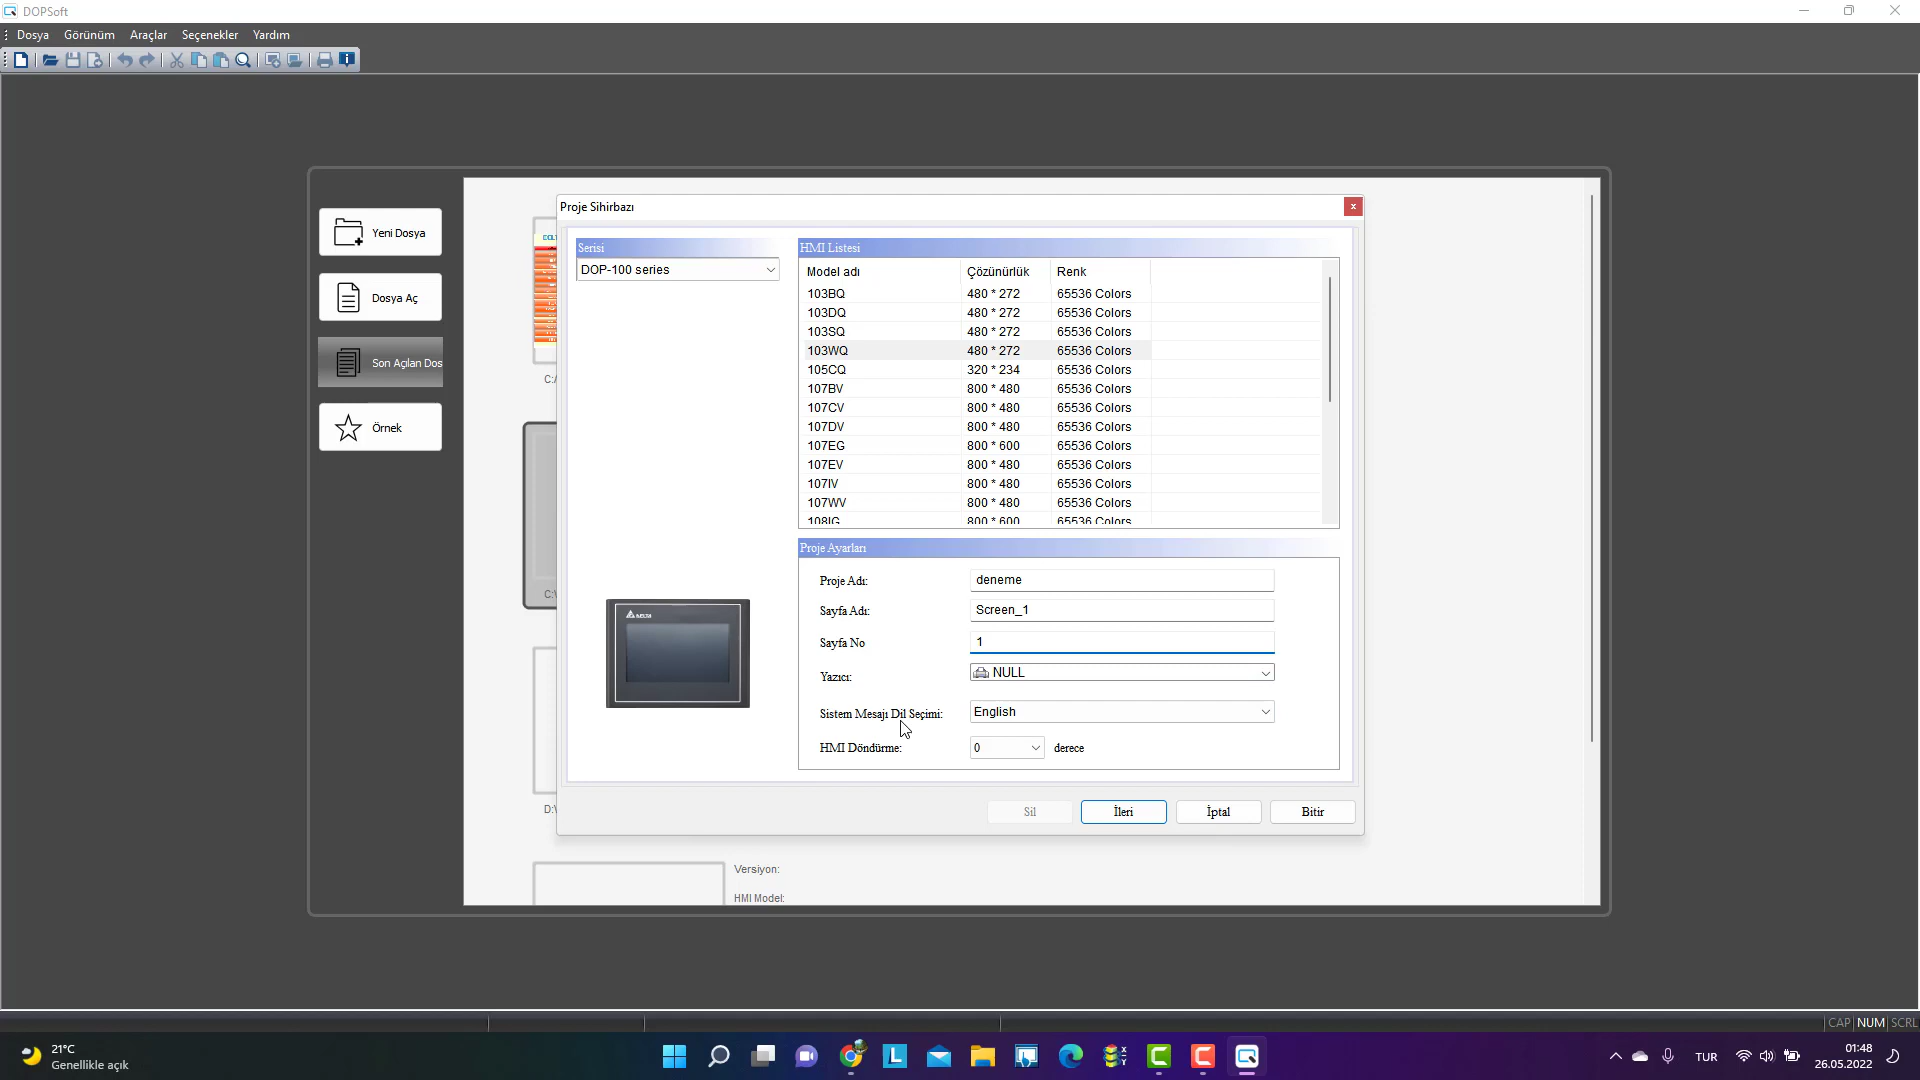 DOPSoft
Dosya Görünüm Araçlar Seçenekler Yardım
Yeni Dosya
Dosya Aç
Son Açılan Dos
Örnek
Proje Sihirbazı
x
Serisi
DOP-100 series
HMI Listesi
Model adı Çözünürlük Renk
103BQ 480 * 272 65536 Colors
103DQ 480 * 272 65536 Colors
103SQ 480 * 272 65536 Colors
103WQ 480 * 272 65536 Colors
105CQ 320 * 234 65536 Colors
107BV 800 * 480 65536 Colors
107CV 800 * 480 65536 Colors
107DV 800 * 480 65536 Colors
107EG 800 * 600 65536 Colors
107EV 800 * 480 65536 Colors
107IV 800 * 480 65536 Colors
107WV 800 * 480 65536 Colors
108IG 800 * 600 65536 Colors
DELTA
Proje Ayarları
Proje Adı: deneme
Sayfa Adı: Screen_1
Sayfa No 1
Yazıcı: NULL
Sistem Mesajı Dil Seçimi: English
HMI Döndürme: 0 derece
Sil İleri İptal Bitir
Versiyon:
HMI Model:
CAP NUM SCRL
21°C
Genellikle açık
TUR
01:48
26.05.2022